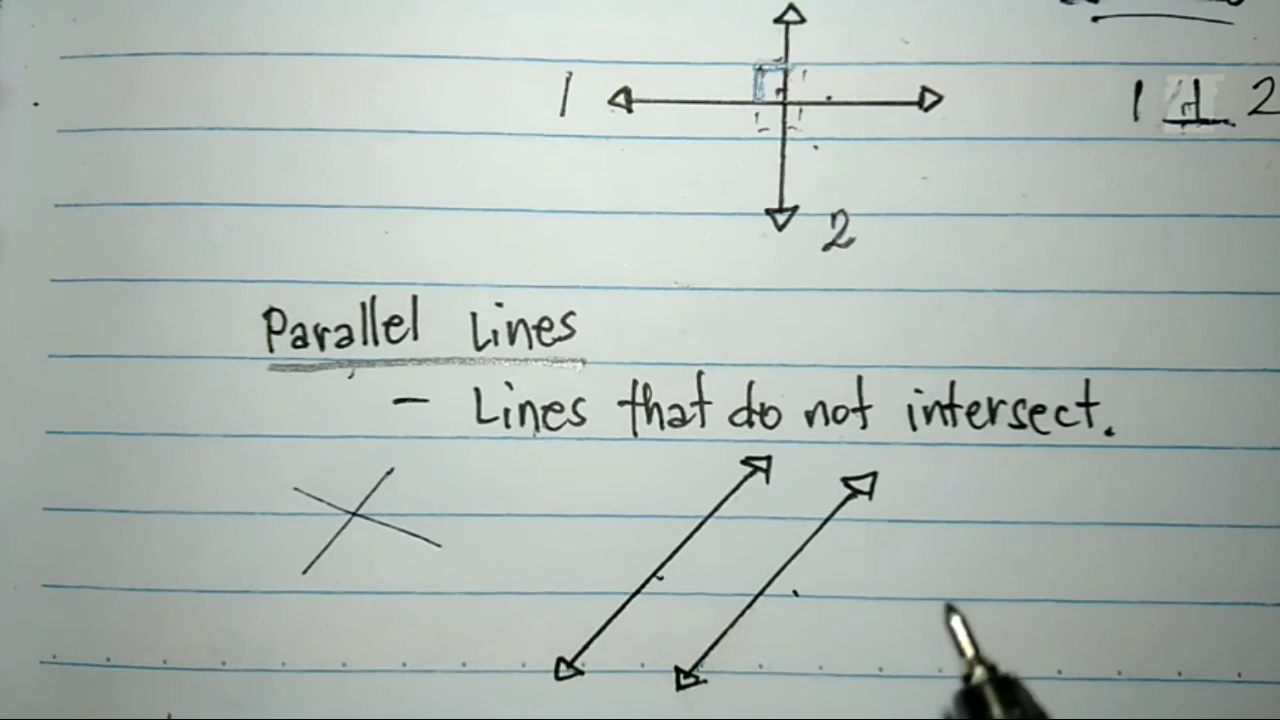 1 1 ⊥ 2
2
Parallel Lines
- Lines that do not intersect.